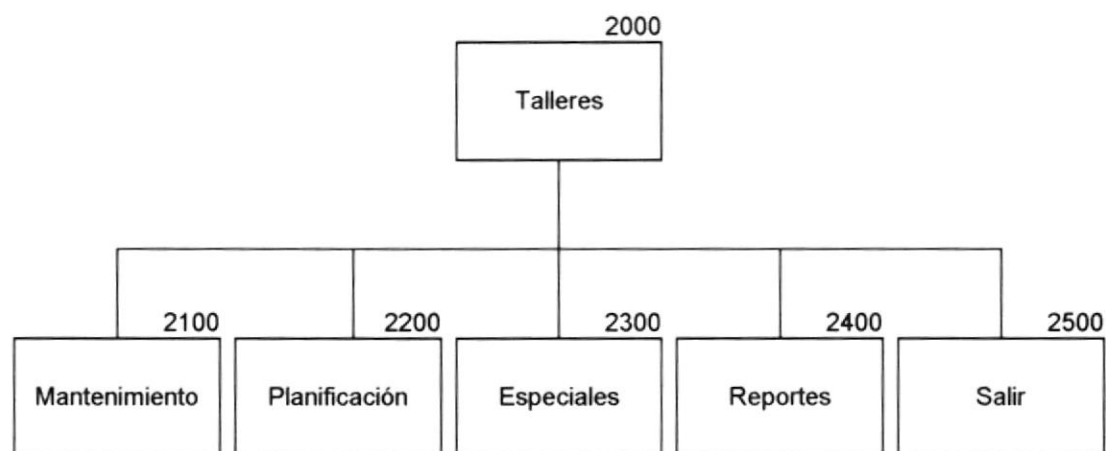 2000
Talleres
2100
2200
2300
2400
2500
Mantenimiento
Planificación
Especiales
Reportes
Salir